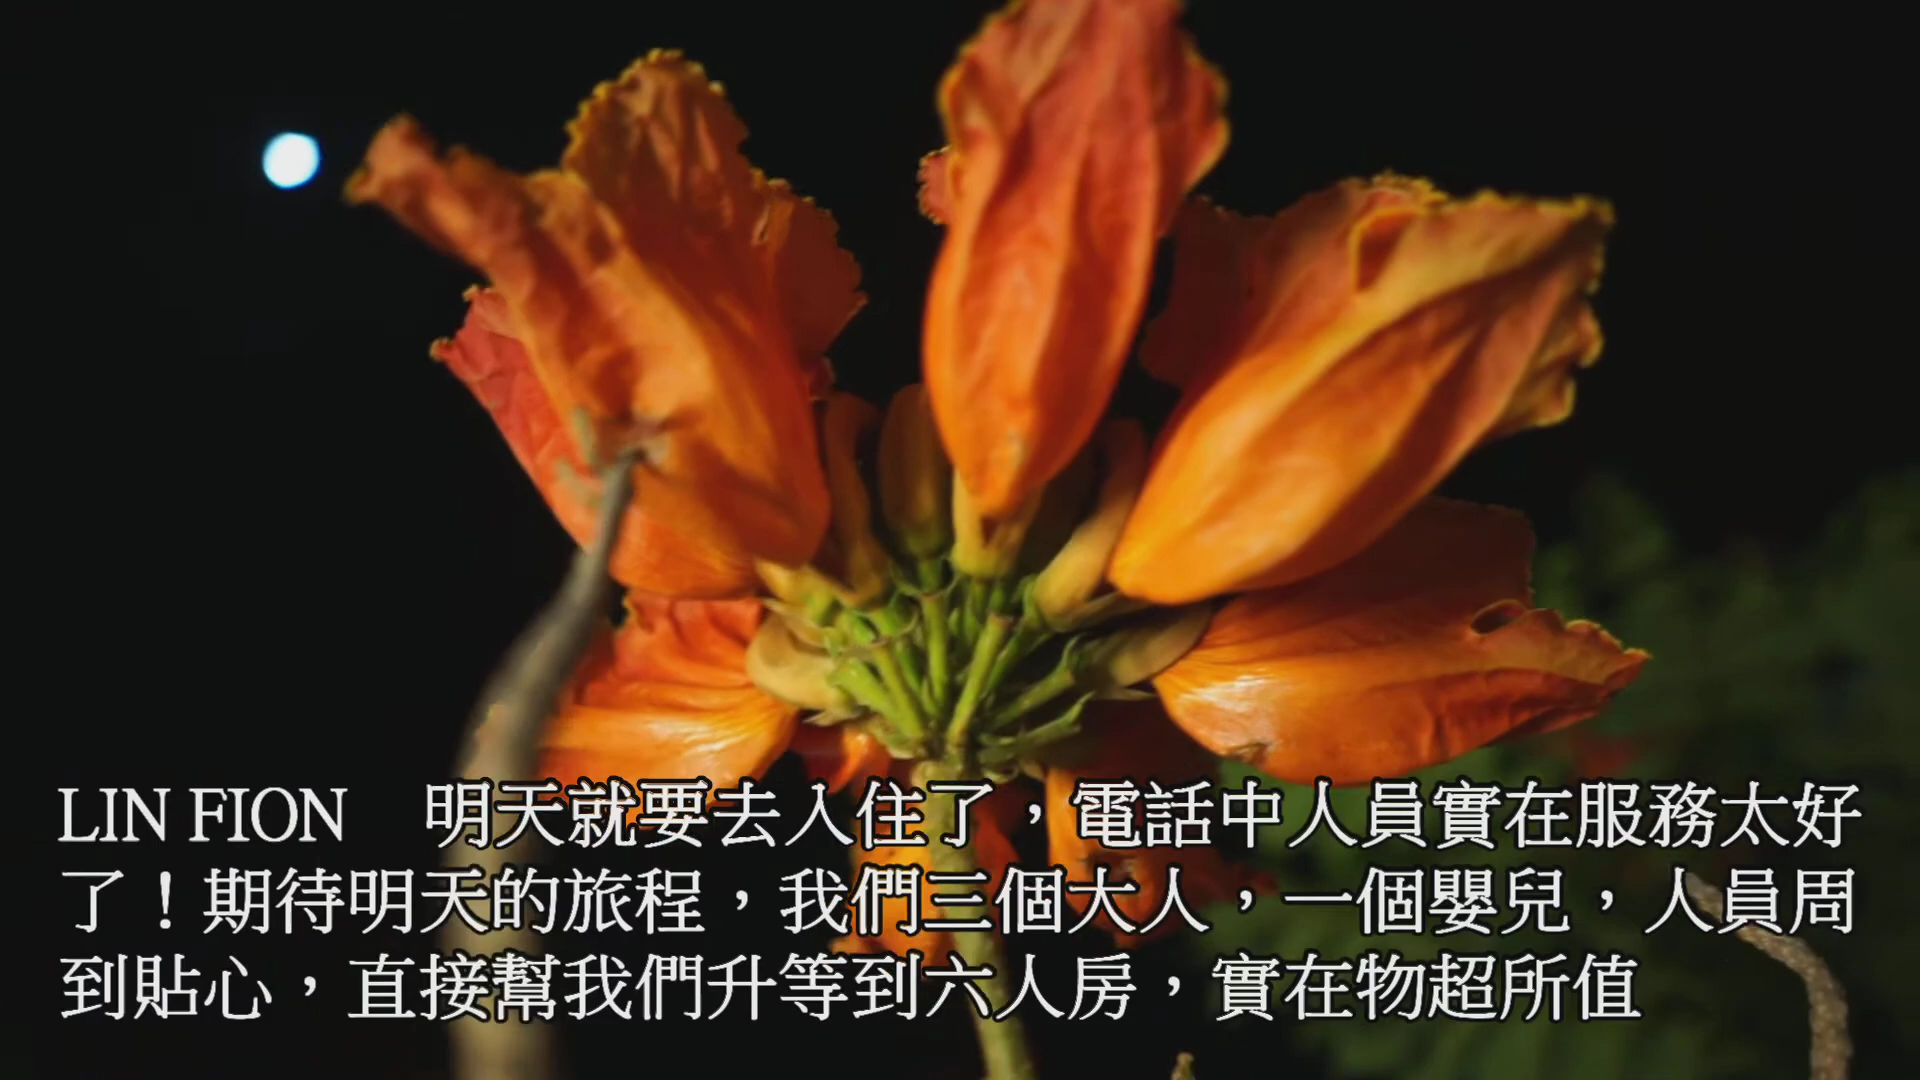 LIN FION　明天就要去入住了，電話中人員實在服務太好
了！期待明天的旅程，我們三個大人，一個嬰兒，人員周
到貼心，直接幫我們升等到六人房，實在物超所值